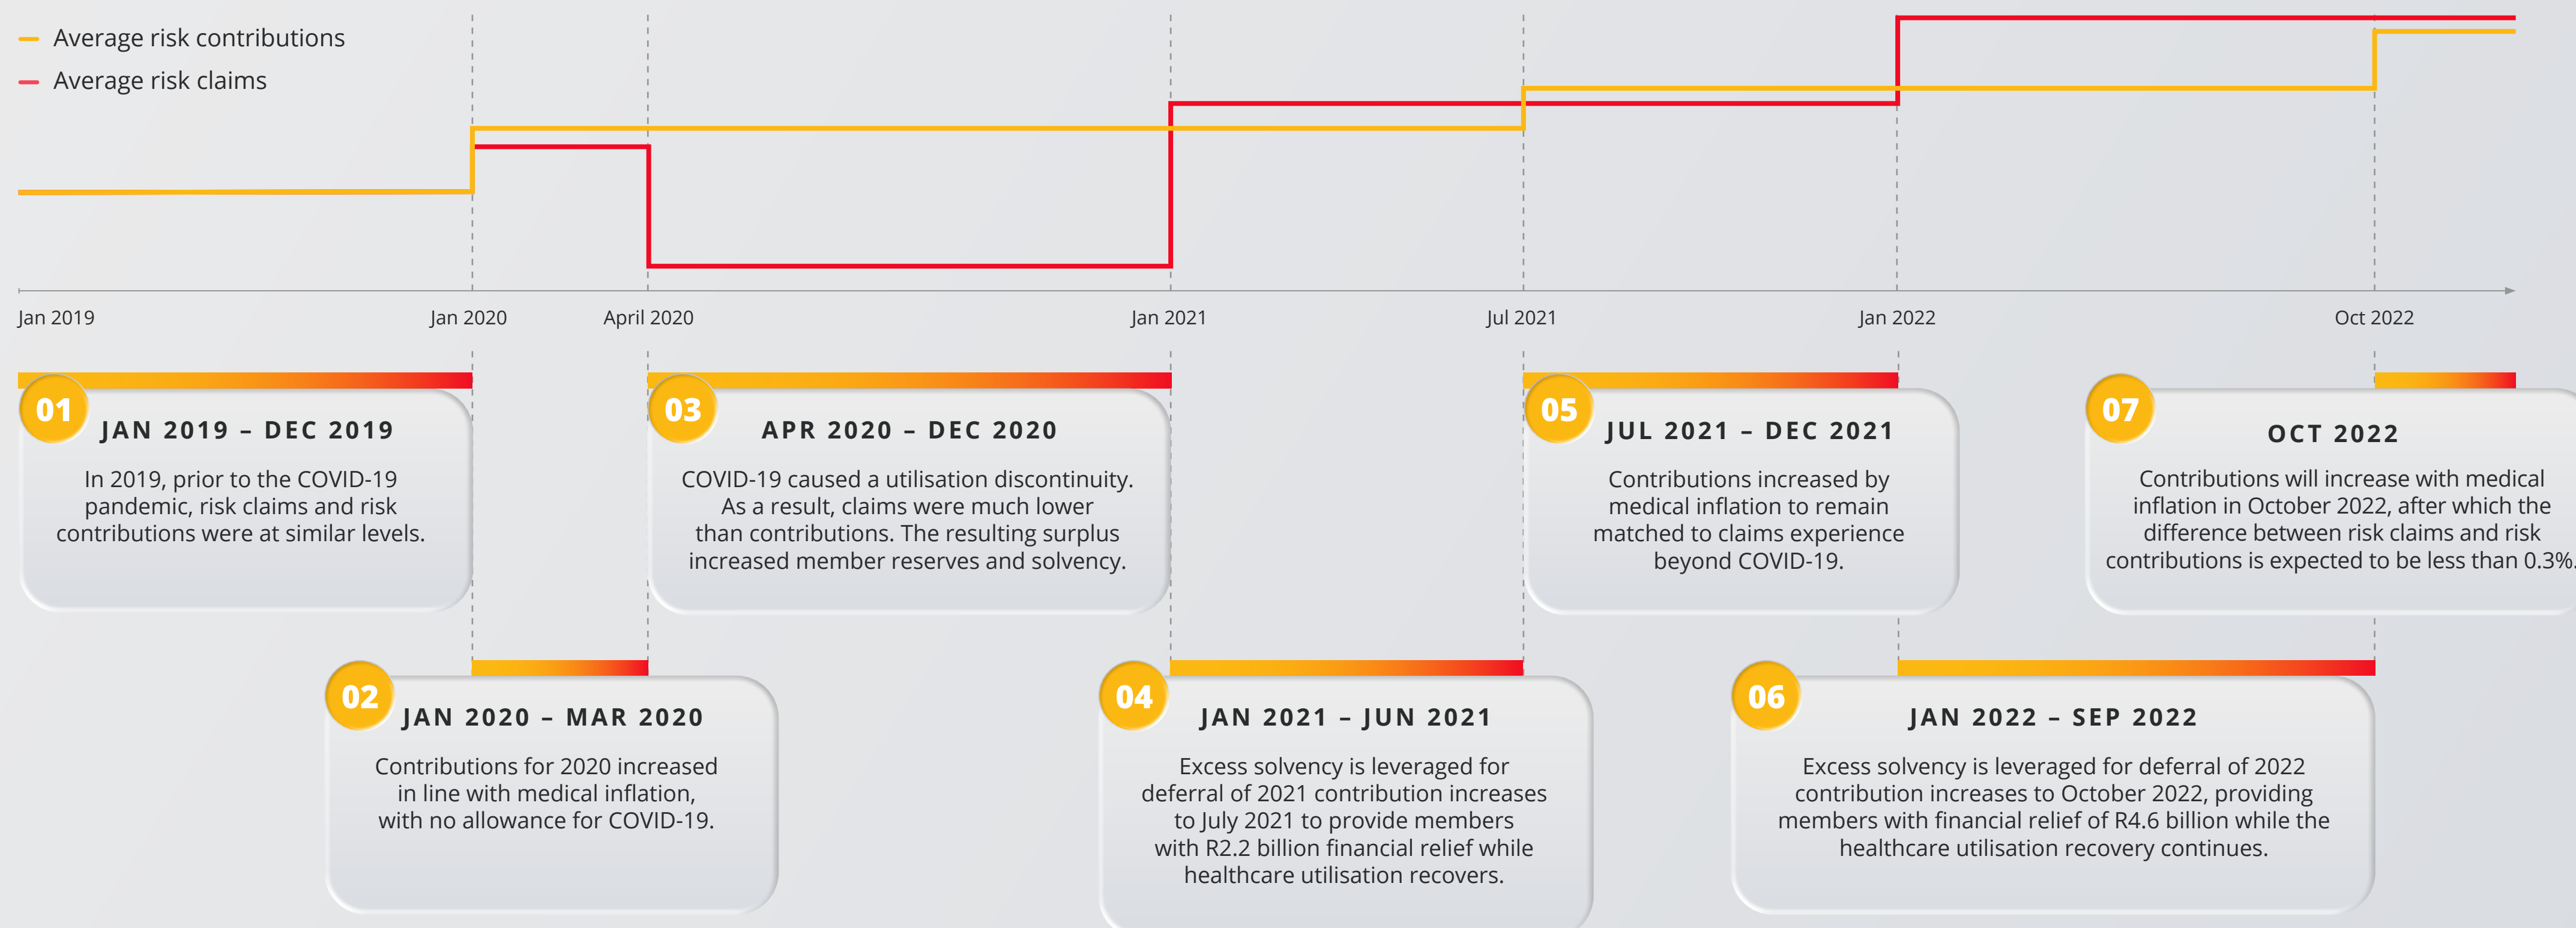 Average risk contributions
Average risk claims
Jan 2019
Jan 2020
April 2020
Jan 2021
Jul 2021
Jan 2022
Oct 2022
01
JAN 2019 – DEC 2019
In 2019, prior to the COVID-19
pandemic, risk claims and risk
contributions were at similar levels.
03
APR 2020 – DEC 2020
COVID-19 caused a utilisation discontinuity.
As a result, claims were much lower
than contributions. The resulting surplus
increased member reserves and solvency.
05
JUL 2021 – DEC 2021
Contributions increased by
medical inflation to remain
matched to claims experience
beyond COVID-19.
07
OCT 2022
Contributions will increase with medical
inflation in October 2022, after which the
difference between risk claims and risk
contributions is expected to be less than 0.3%.
02
JAN 2020 – MAR 2020
Contributions for 2020 increased
in line with medical inflation,
with no allowance for COVID-19.
04
JAN 2021 – JUN 2021
Excess solvency is leveraged for
deferral of 2021 contribution increases
to July 2021 to provide members
with R2.2 billion financial relief while
healthcare utilisation recovers.
06
JAN 2022 – SEP 2022
Excess solvency is leveraged for deferral of 2022
contribution increases to October 2022, providing
members with financial relief of R4.6 billion while the
healthcare utilisation recovery continues.